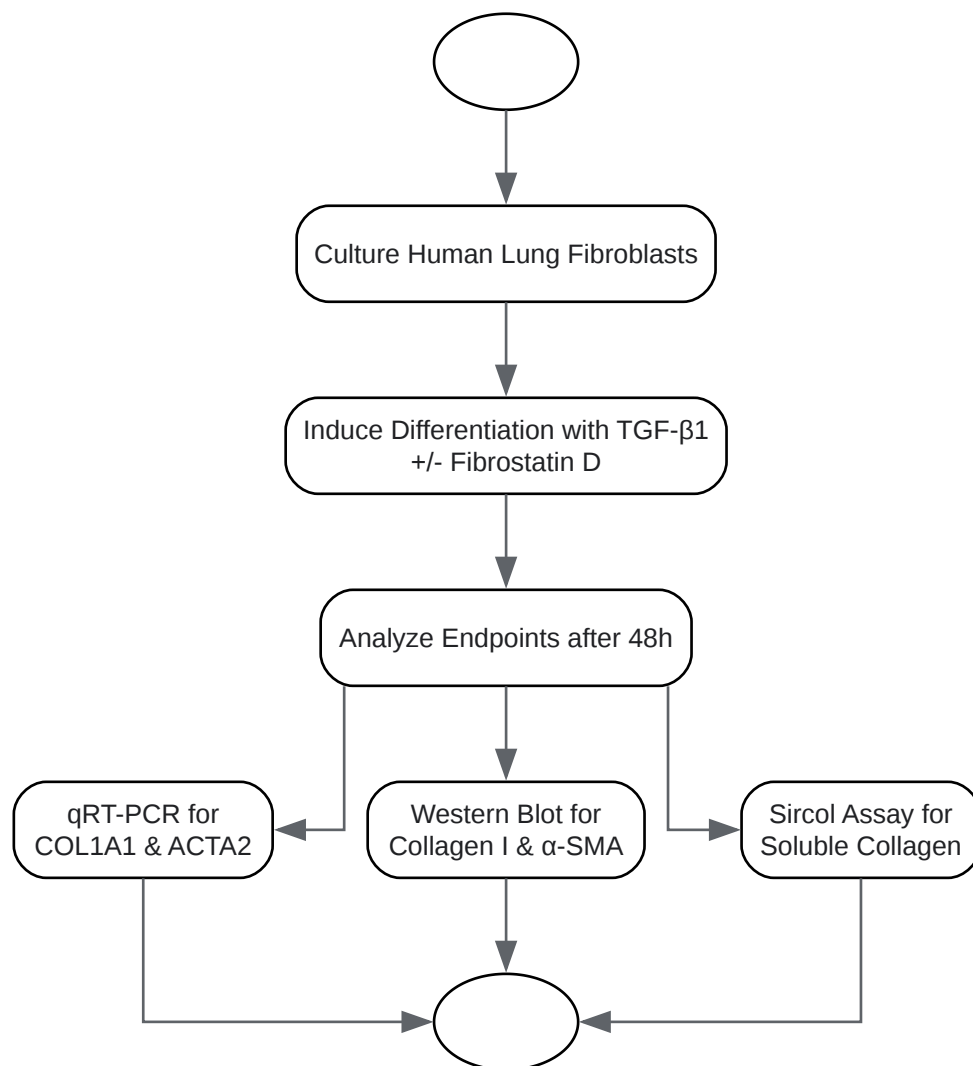 Culture Human Lung Fibroblasts
Induce Differentiation with TGF-β1
+/- Fibrostatin D
Analyze Endpoints after 48h
qRT-PCR for
COL1A1 & ACTA2
Western Blot for
Collagen I & α-SMA
Sircol Assay for
Soluble Collagen